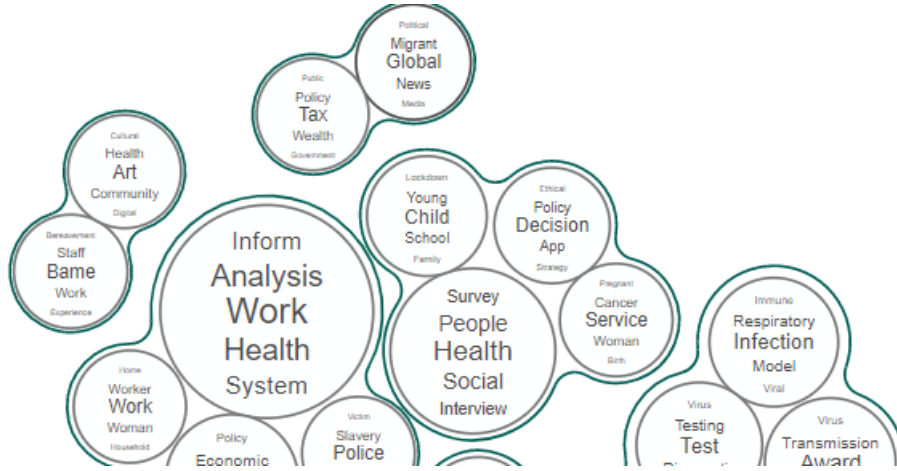 Political
Migrant
Global
News
Media
Public
Policy
Tax
Wealth
Government
Cultural
Health
Art
Community
Digital
Bereavement
Staff
Bame
Work
Experience
Lockdown
Young
Child
School
Family
Ethical
Policy
Decision
App
Strategy
Inform
Analysis
Work
Health
System
Survey
People
Health
Social
Interview
Pregnant
Cancer
Service
Woman
Birth
Immune
Respiratory
Infection
Model
Viral
Home
Worker
Work
Woman
Household
Policy
Economic
Victim
Slavery
Police
Virus
Testing
Test
Virus
Transmission
Award